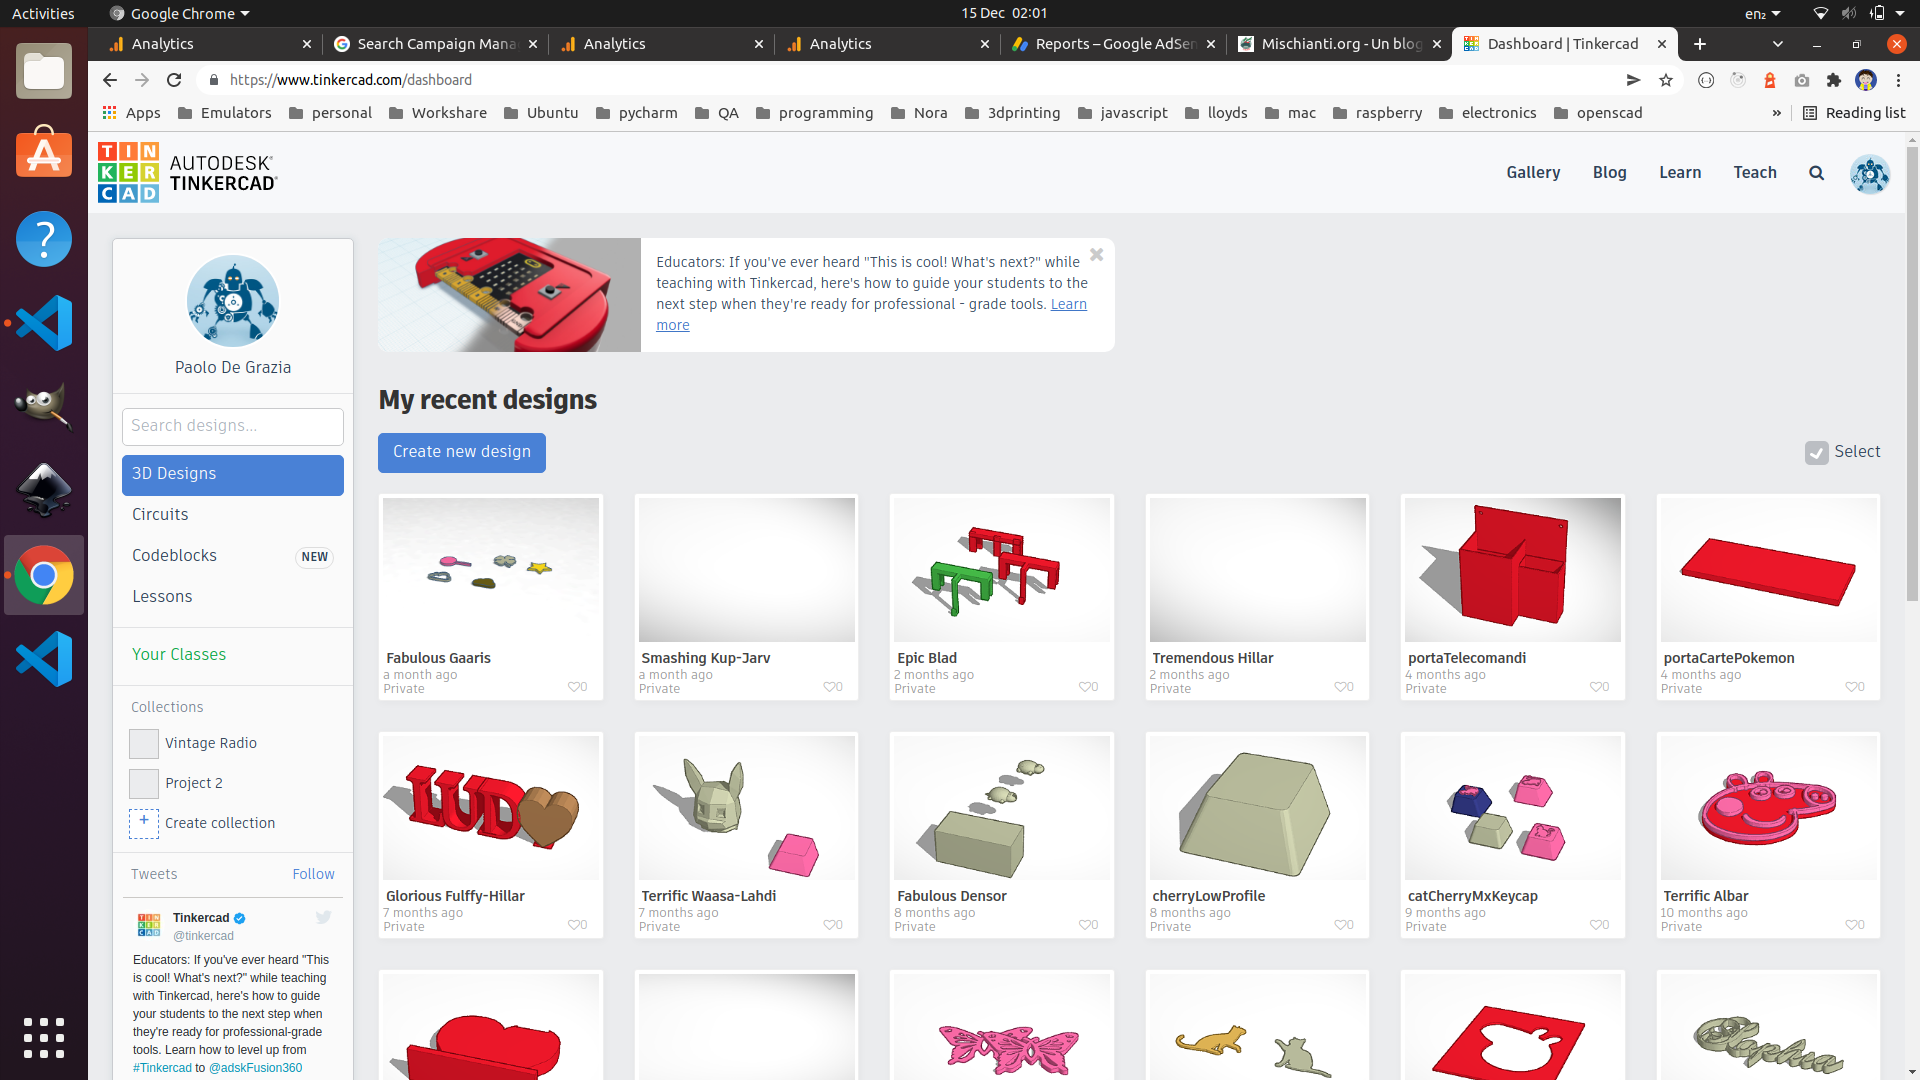 Activities
Google Chrome
15 Dec 02:01
en₂
Analytics
Search Campaign Mana
Analytics
Analytics
Reports – Google AdSen
Mischianti.org - Un blog
Dashboard | Tinkercad
https://www.tinkercad.com/dashboard
Apps
Emulators
personal
Workshare
Ubuntu
pycharm
QA
programming
Nora
3dprinting
javascript
lloyds
mac
raspberry
electronics
openscad
»
Reading list
TIN
KER
CAD
AUTODESK®
TINKERCAD®
Gallery
Blog
Learn
Teach
Paolo De Grazia
Search designs...
3D Designs
Circuits
Codeblocks
NEW
Lessons
Your Classes
Collections
Vintage Radio
Project 2
+ Create collection
Tweets
Follow
Tinkercad
@tinkercad
Educators: If you've ever heard "This
is cool! What's next?" while teaching
with Tinkercad, here's how to guide
your students to the next step when
they're ready for professional-grade
tools. Learn how to level up from
#Tinkercad to @adskFusion360
Educators: If you've ever heard "This is cool! What's next?" while
teaching with Tinkercad, here's how to guide your students to the
next step when they're ready for professional - grade tools. Learn
more
My recent designs
Create new design
Select
Fabulous Gaaris
a month ago
Private
0
Smashing Kup-Jarv
a month ago
Private
0
Epic Blad
2 months ago
Private
0
Tremendous Hillar
2 months ago
Private
0
portaTelecomandi
4 months ago
Private
0
portaCartePokemon
4 months ago
Private
0
LUD
Glorious Fulffy-Hillar
7 months ago
Private
0
Terrific Waasa-Lahdi
7 months ago
Private
0
Fabulous Densor
8 months ago
Private
0
cherryLowProfile
8 months ago
Private
0
catCherryMxKeycap
9 months ago
Private
0
Terrific Albar
10 months ago
Private
0